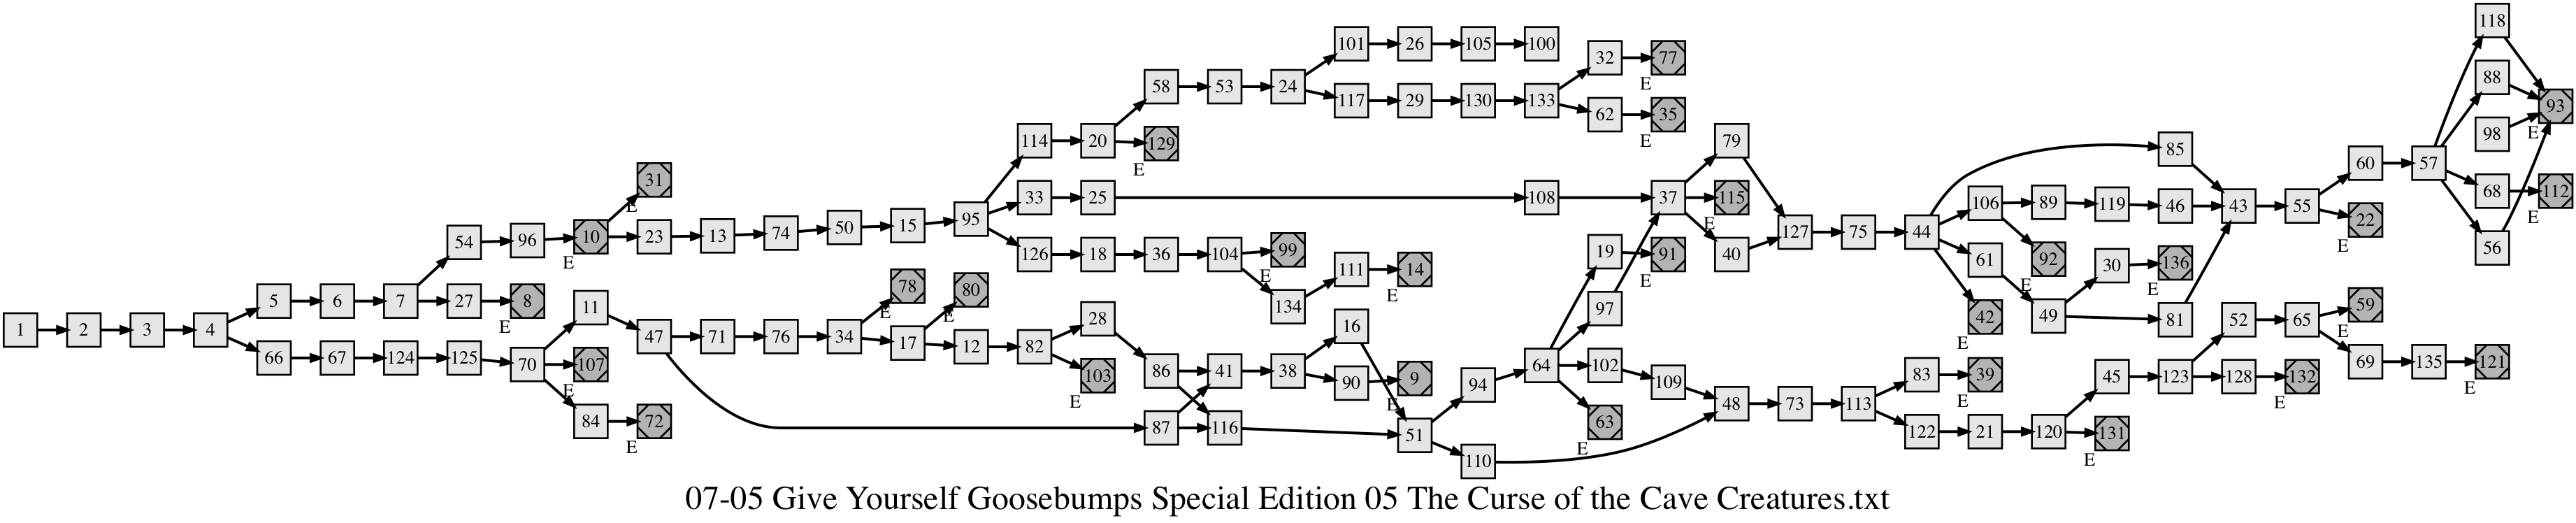 118
101 26 105 100
32 77
E
88
58 53 24
117 29 130 133
93
E
62 35
E
98
114 20 129
E
79
85
60 57
31
E
68 112
E
33 25 108 37 115
E
106 89 119 46 43 55
22
E
54 96 10
E
23 13 74 50 15 95
127 75 44
126 18 36 104 99
E
19 91
E
40
61 92
E
56
111 14
E
30 136
E
5 6 7 27 8
E
78
E
80
E
134
97
42
E
49 81
52 65 59
E
11
28
16
1 2 3 4
47 71 76 34 17 12 82
66 67 124 125 70 107
E
103
E
86 41 38
90 9
E
64 102 109
69 135 121
E
94
83 39
E
45 123 128 132
E
84 72
E
87 116 51
63
E
48 73 113
122 21 120 131
E
110
07-05 Give Yourself Goosebumps Special Edition 05 The Curse of the Cave Creatures.txt